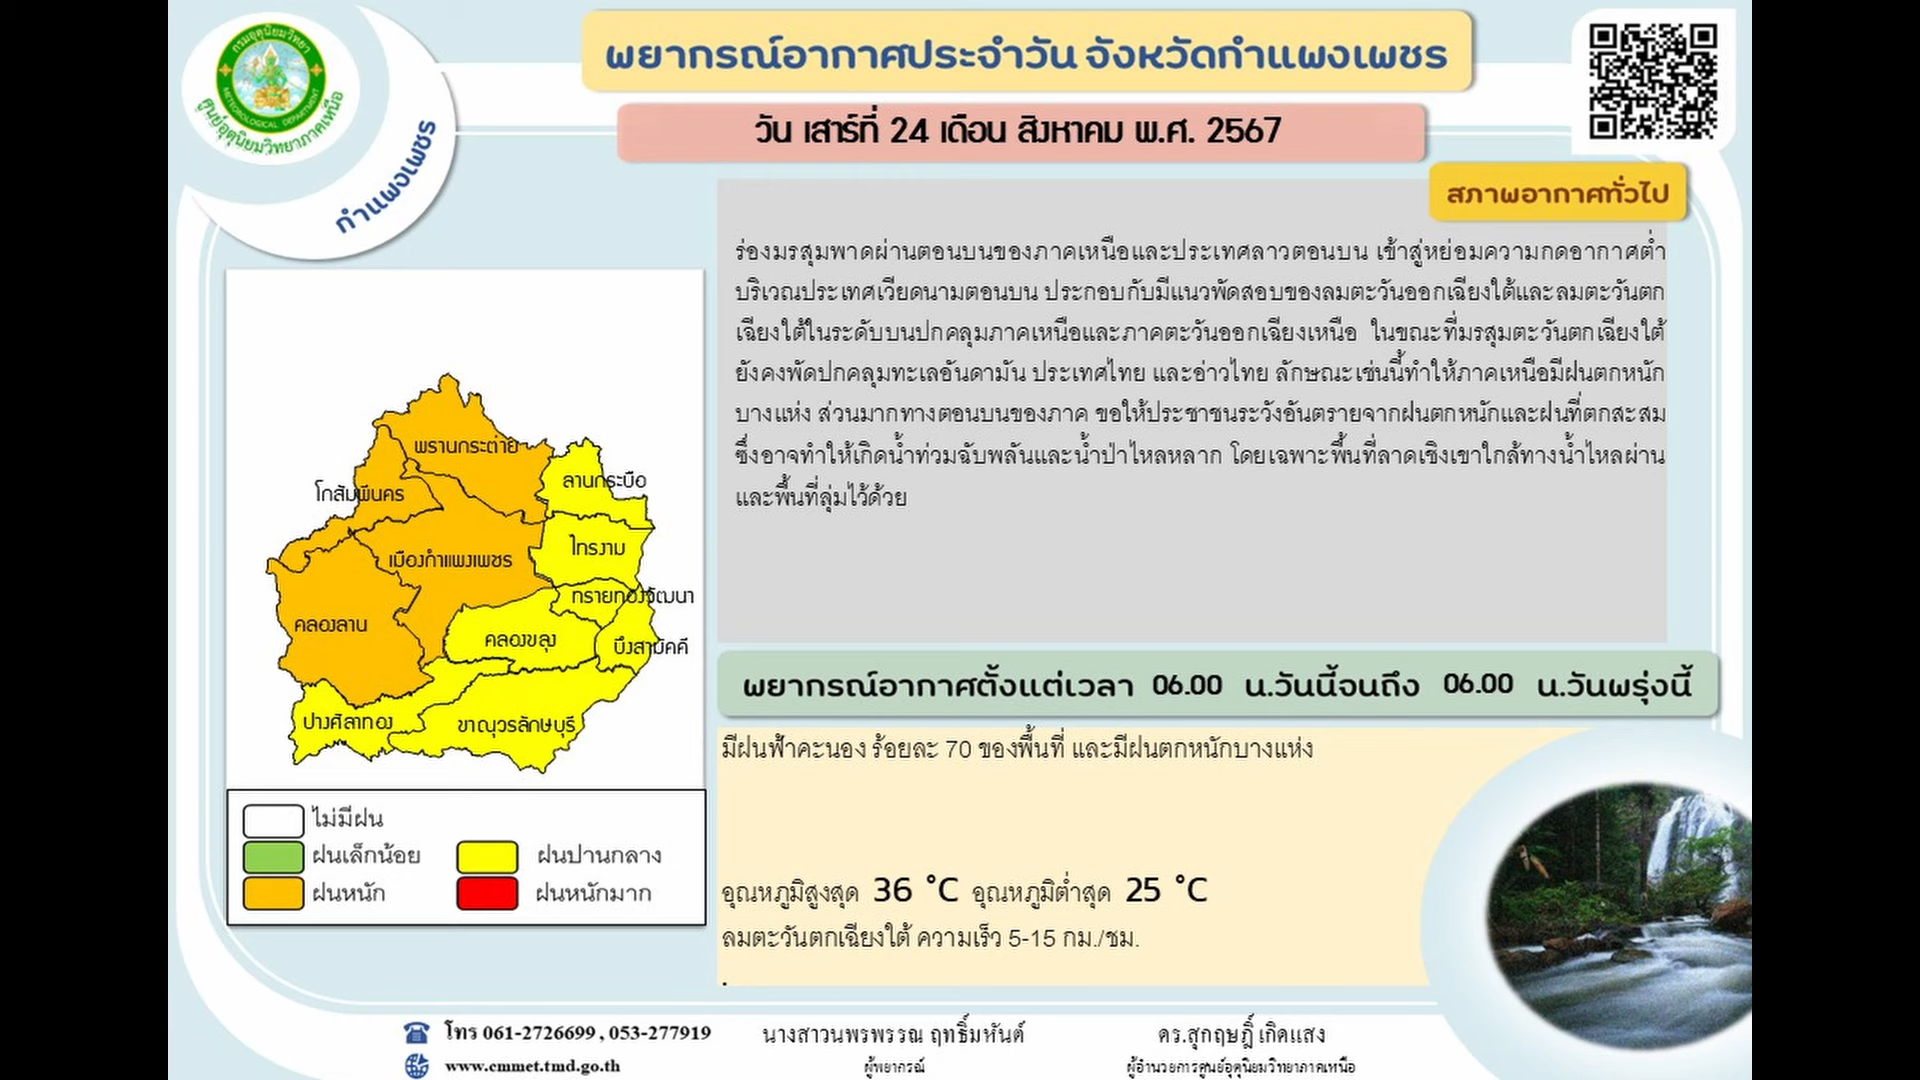 กรมอุตุนิยมวิทยา
METEOROLOGICAL DEPARTMENT
ศูนย์อุตุนิยมวิทยาภาคเหนือ
กำแพงเพชร
พยากรณ์อากาศประจำวัน จังหวัดกำแพงเพชร
วัน เสาร์ที่ 24 เดือน สิงหาคม พ.ศ. 2567
สภาพอากาศทั่วไป
ร่องมรสุมพาดผ่านตอนบนของภาคเหนือและประเทศลาวตอนบน เข้าสู่หย่อมความกดอากาศต่ำ
บริเวณประเทศเวียดนามตอนบน ประกอบกับมีแนวพัดสอบของลมตะวันออกเฉียงใต้และลมตะวันตก
เฉียงใต้ในระดับบนปกคลุมภาคเหนือและภาคตะวันออกเฉียงเหนือ ในขณะที่มรสุมตะวันตกเฉียงใต้
ยังคงพัดปกคลุมทะเลอันดามัน ประเทศไทย และอ่าวไทย ลักษณะเช่นนี้ทำให้ภาคเหนือมีฝนตกหนัก
บางแห่ง ส่วนมากทางตอนบนของภาค ขอให้ประชาชนระวังอันตรายจากฝนตกหนักและฝนที่ตกสะสม
ซึ่งอาจทำให้เกิดน้ำท่วมฉับพลันและน้ำป่าไหลหลาก โดยเฉพาะพื้นที่ลาดเชิงเขาใกล้ทางน้ำไหลผ่าน
และพื้นที่ลุ่มไว้ด้วย
พรานกระต่าย
ลานกระบือ
โกสัมพีนคร
ไทรงาม
เมืองกำแพงเพชร
ทรายทองวัฒนา
คลองลาน
คลองขลุง
บึงสามัคคี
ปางศิลาทอง
ขาณุวรลักษบุรี
ไม่มีฝน
ฝนเล็กน้อย
ฝนปานกลาง
ฝนหนัก
ฝนหนักมาก
พยากรณ์อากาศตั้งแต่เวลา 06.00 น.วันนี้จนถึง 06.00 น.วันพรุ่งนี้
มีฝนฟ้าคะนอง ร้อยละ 70 ของพื้นที่ และมีฝนตกหนักบางแห่ง
อุณหภูมิสูงสุด 36 °C อุณหภูมิต่ำสุด 25 °C
ลมตะวันตกเฉียงใต้ ความเร็ว 5-15 กม./ชม.
.
โทร 061-2726699 , 053-277919
www.cmmet.tmd.go.th
นางสาวนพรพรรณ ฤทธิ์มหันต์
ผู้พยากรณ์
ดร.สุกฤษฎิ์ เกิดแสง
ผู้อำนวยการศูนย์อุตุนิยมวิทยาภาคเหนือ